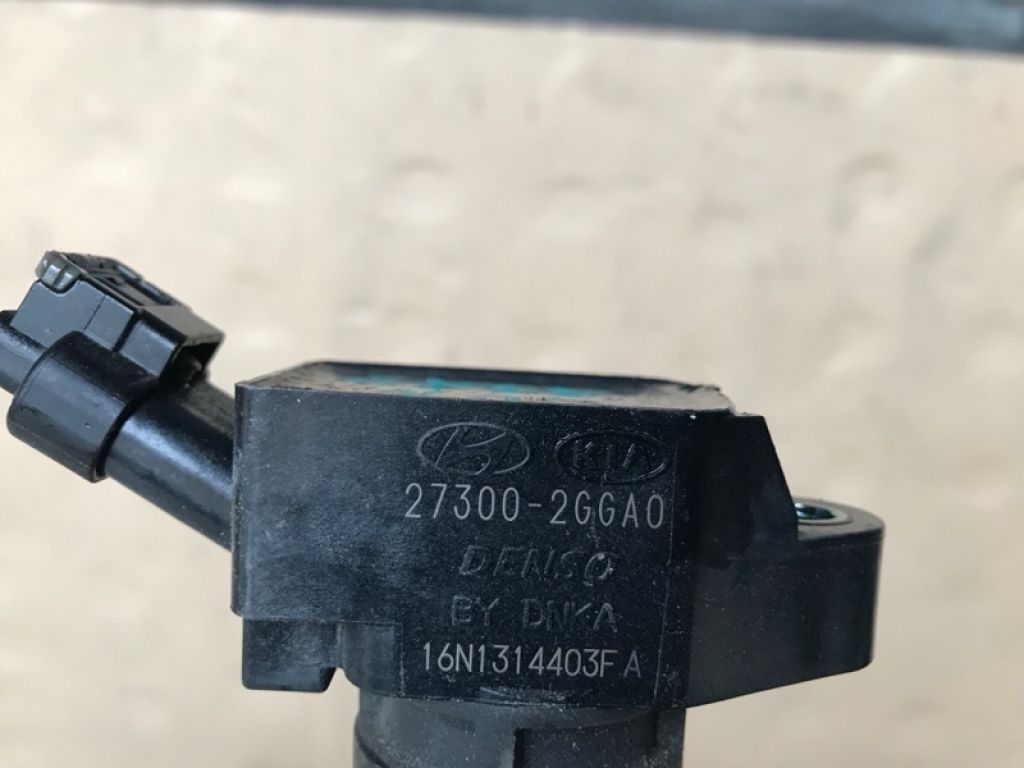 KIA
27300-2GGA0
DENSO
BY DNKA
16N1314403F A